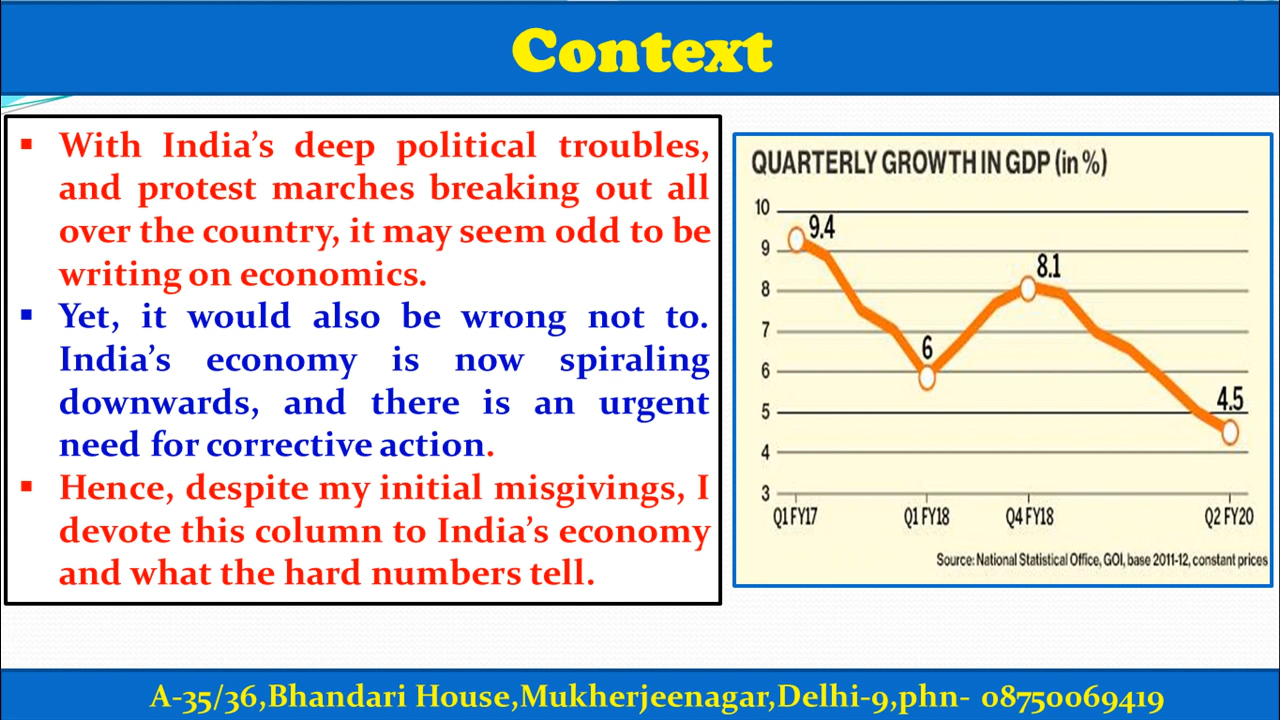 Context
▪ With India’s deep political troubles,
and protest marches breaking out all
over the country, it may seem odd to be
writing on economics.
▪ Yet, it would also be wrong not to.
India’s economy is now spiraling
downwards, and there is an urgent
need for corrective action.
▪ Hence, despite my initial misgivings, I
devote this column to India’s economy
and what the hard numbers tell.
QUARTERLY GROWTH IN GDP (in %)
10
9
8
7
6
5
4
3
9.4
6
8.1
4.5
Q1 FY17 Q1 FY18 Q4 FY18 Q2 FY20
Source: National Statistical Office, GOI, base 2011-12, constant prices
A-35/36,Bhandari House,Mukherjeenagar,Delhi-9,phn- 08750069419